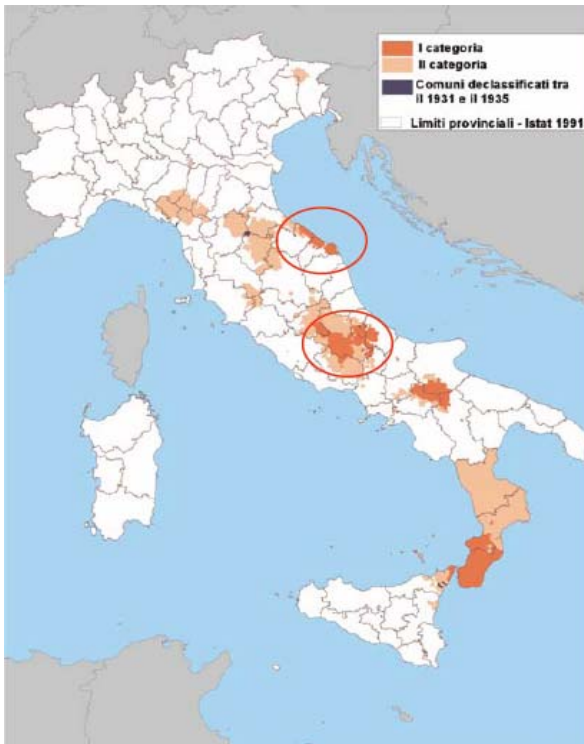 I categoria
II categoria
Comuni declassificati tra
il 1931 e il 1935
Limiti provinciali - Istat 1991